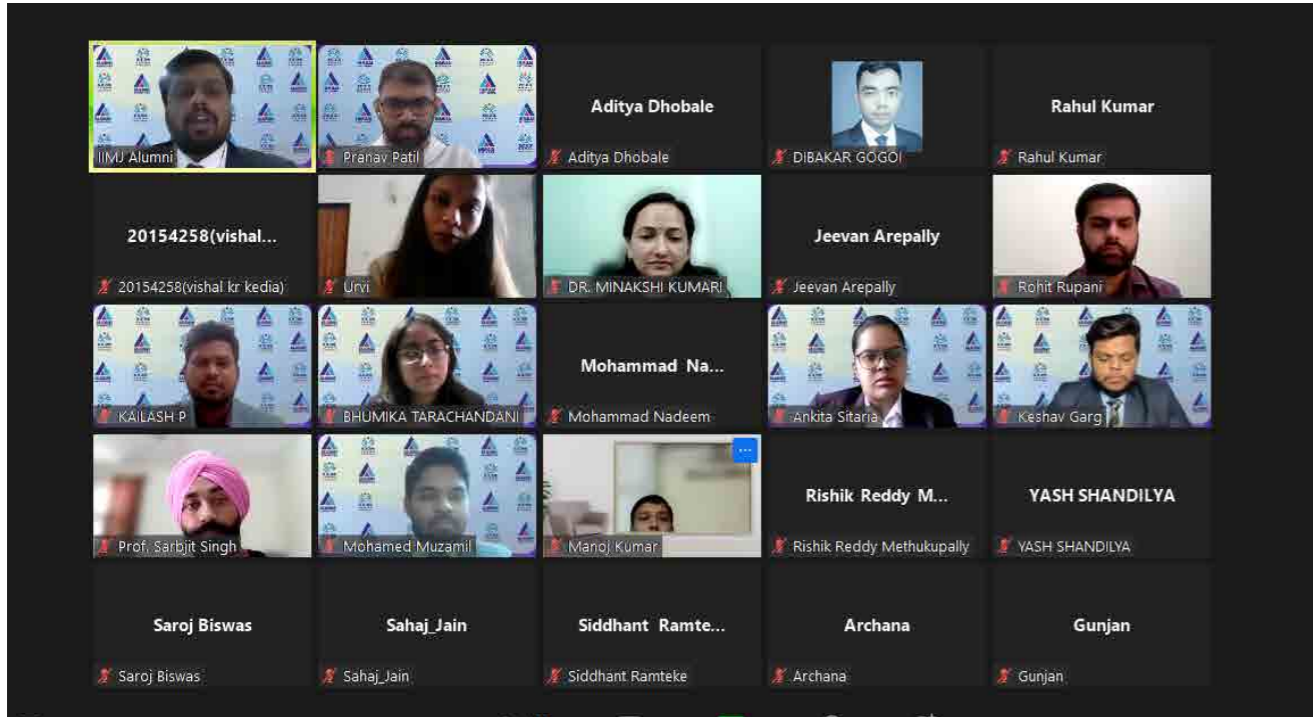 IIMJ Alumni
Pranav Patil
Aditya Dhobale
Aditya Dhobale
DIBAKAR GOGOI
Rahul Kumar
Rahul Kumar
20154258(vishal...
20154258(vishal kr kedia)
Urvi
DR. MINAKSHI KUMARI
Jeevan Arepally
Jeevan Arepally
Rohit Rupani
KAILASH P
BHUMIKA TARACHANDANI
Mohammad Na...
Mohammad Nadeem
Ankita Sitaria
Keshav Garg
Prof. Sarbjit Singh
Mohamed Muzamil
Manoj Kumar
Rishik Reddy M...
Rishik Reddy Methukupally
YASH SHANDILYA
YASH SHANDILYA
Saroj Biswas
Saroj Biswas
Sahaj_Jain
Sahaj_Jain
Siddhant Ramte...
Siddhant Ramteke
Archana
Archana
Gunjan
Gunjan